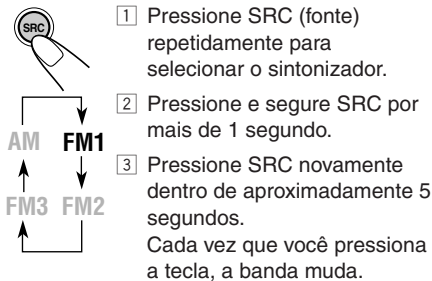 SRC
1 Pressione SRC (fonte)
repetidamente para
selecionar o sintonizador.
2 Pressione e segure SRC por
mais de 1 segundo.
3 Pressione SRC novamente
dentro de aproximadamente 5
segundos.
Cada vez que você pressiona
a tecla, a banda muda.
AM FM1
FM3 FM2